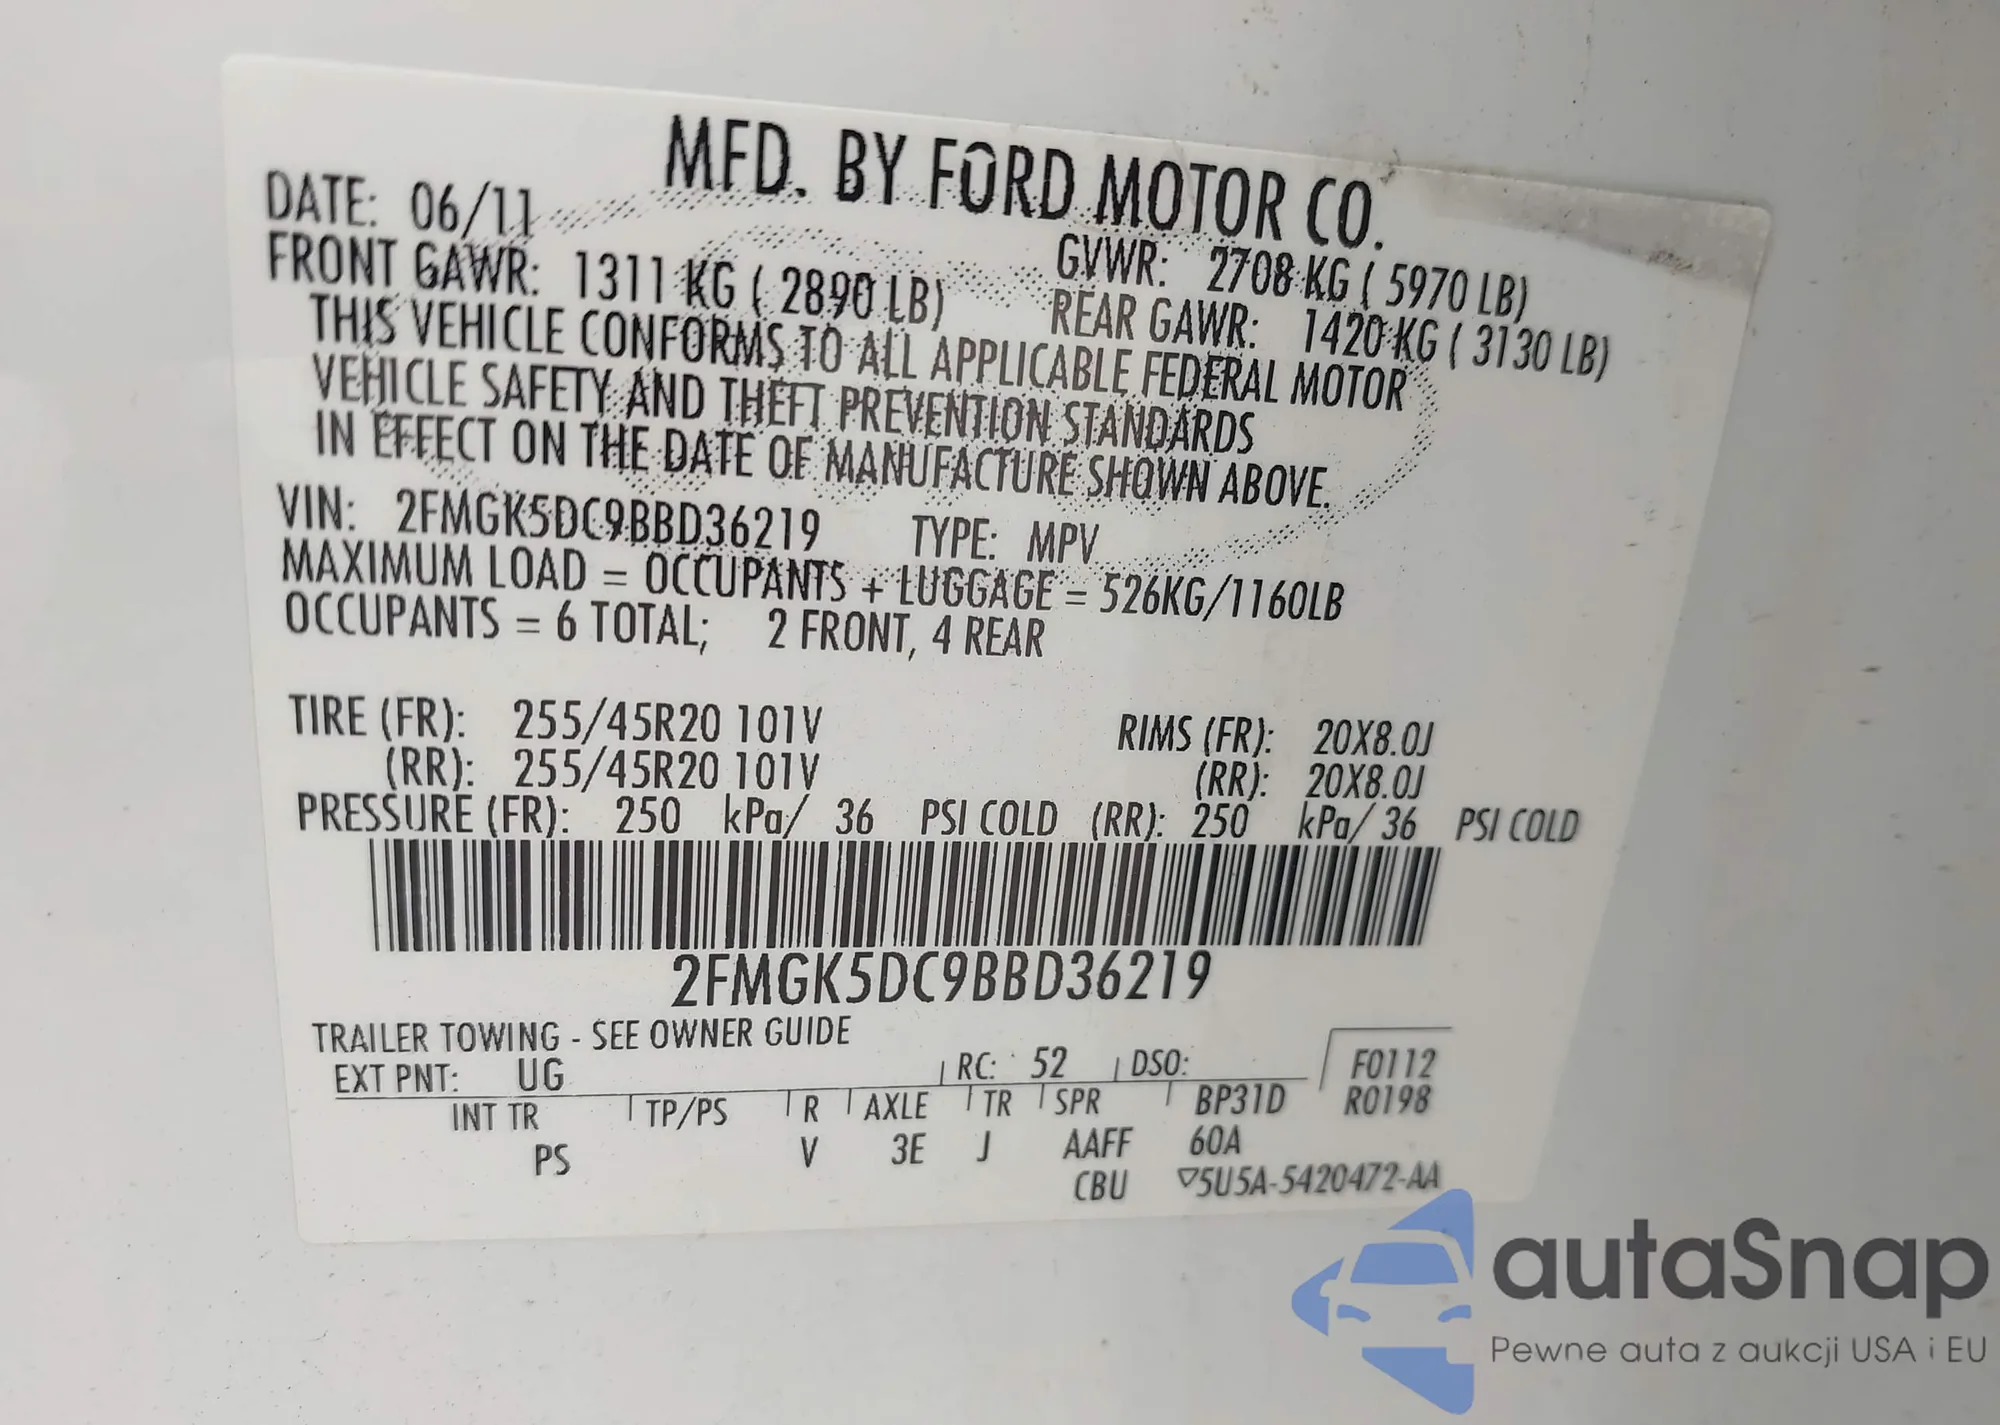 MFD. BY FORD MOTOR CO.
DATE: 06/11 GVWR: 2708 KG ( 5970 LB)
FRONT GAWR: 1311 KG ( 2890 LB) REAR GAWR: 1420 KG ( 3130 LB)
THIS VEHICLE CONFORMS TO ALL APPLICABLE FEDERAL MOTOR
VEHICLE SAFETY AND THEFT PREVENTION STANDARDS
IN EFFECT ON THE DATE OF MANUFACTURE SHOWN ABOVE.
VIN: 2FMGK5DC9BBD36219 TYPE: MPV
MAXIMUM LOAD = OCCUPANTS + LUGGAGE = 526KG/1160LB
OCCUPANTS = 6 TOTAL; 2 FRONT, 4 REAR
TIRE (FR): 255/45R20 101V RIMS (FR): 20X8.0J
(RR): 255/45R20 101V (RR): 20X8.0J
PRESSURE (FR): 250 kPa/ 36 PSI COLD (RR): 250 kPa/ 36 PSI COLD
2FMGK5DC9BBD36219
TRAILER TOWING - SEE OWNER GUIDE
EXT PNT: UG RC: 52 DSO: F0112
INT TR TP/PS R AXLE TR SPR BP31D R0198
PS V 3E J AAFF 60A
CBU ▽5U5A-5420472-AA
autaSnap
Pewne auta z aukcji USA i EU